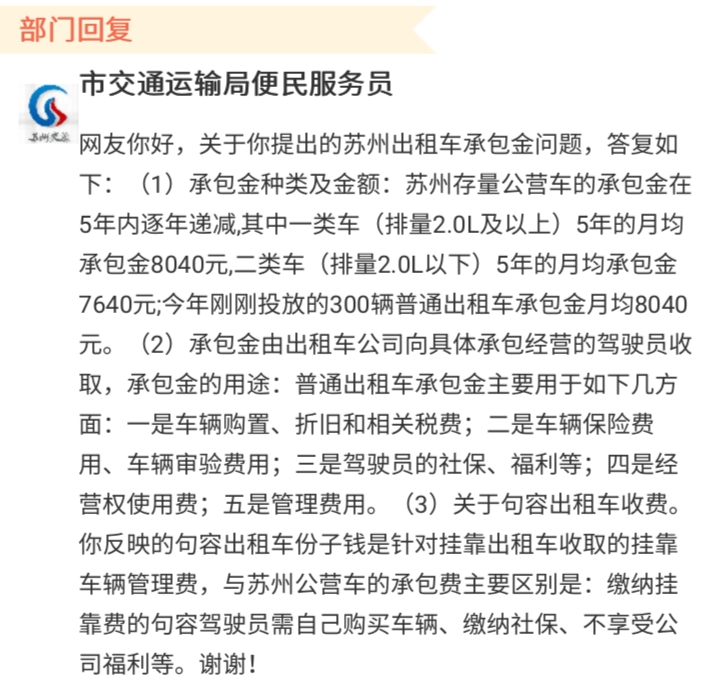 部门回复
市交通运输局便民服务员
苏州交运
网友你好，关于你提出的苏州出租车承包金问题，答复如
下：（1）承包金种类及金额：苏州存量公营车的承包金在
5年内逐年递减,其中一类车（排量2.0L及以上）5年的月均
承包金8040元,二类车（排量2.0L以下）5年的月均承包金
7640元;今年刚刚投放的300辆普通出租车承包金月均8040
元。（2）承包金由出租车公司向具体承包经营的驾驶员收
取，承包金的用途：普通出租车承包金主要用于如下几方
面：一是车辆购置、折旧和相关税费；二是车辆保险费
用、车辆审验费用；三是驾驶员的社保、福利等；四是经
营权使用费；五是管理费用。（3）关于句容出租车收费。
你反映的句容出租车份子钱是针对挂靠出租车收取的挂靠
车辆管理费，与苏州公营车的承包费主要区别是：缴纳挂
靠费的句容驾驶员需自己购买车辆、缴纳社保、不享受公
司福利等。谢谢！